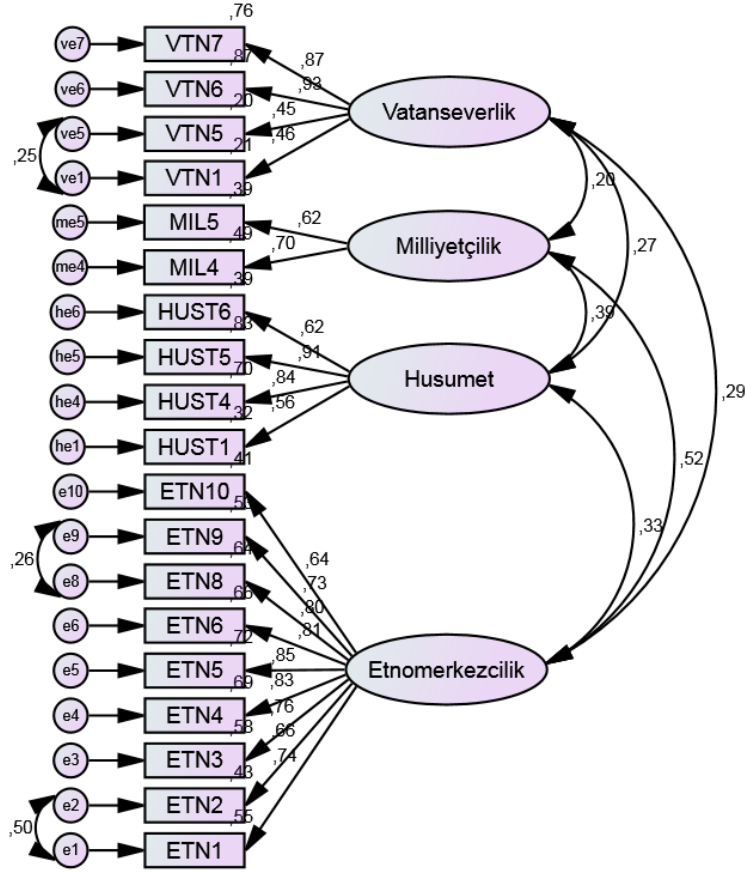 ,76
ve7
VTN7
,87
,87
ve6
VTN6
,93
,20
Vatanseverlik
,45
ve5
VTN5
,46
,21
,25
ve1
VTN1
,20
,39
me5
MIL5
,62
,49
Milliyetçilik
,27
,70
me4
MIL4
,39
he6
HUST6
,39
,83
,62
he5
HUST5
,91
,70
Husumet
,84
,29
he4
HUST4
,56
,32
he1
HUST1
,41
,52
e10
ETN10
,53
,33
e9
ETN9
,64
,64
,26
,73
e8
ETN8
,66
,80
e6
ETN6
,81
,72
,85
e5
ETN5
Etnomerkezcilik
,69
,83
e4
ETN4
,76
,58
,66
e3
ETN3
,74
,43
e2
ETN2
,55
,50
e1
ETN1